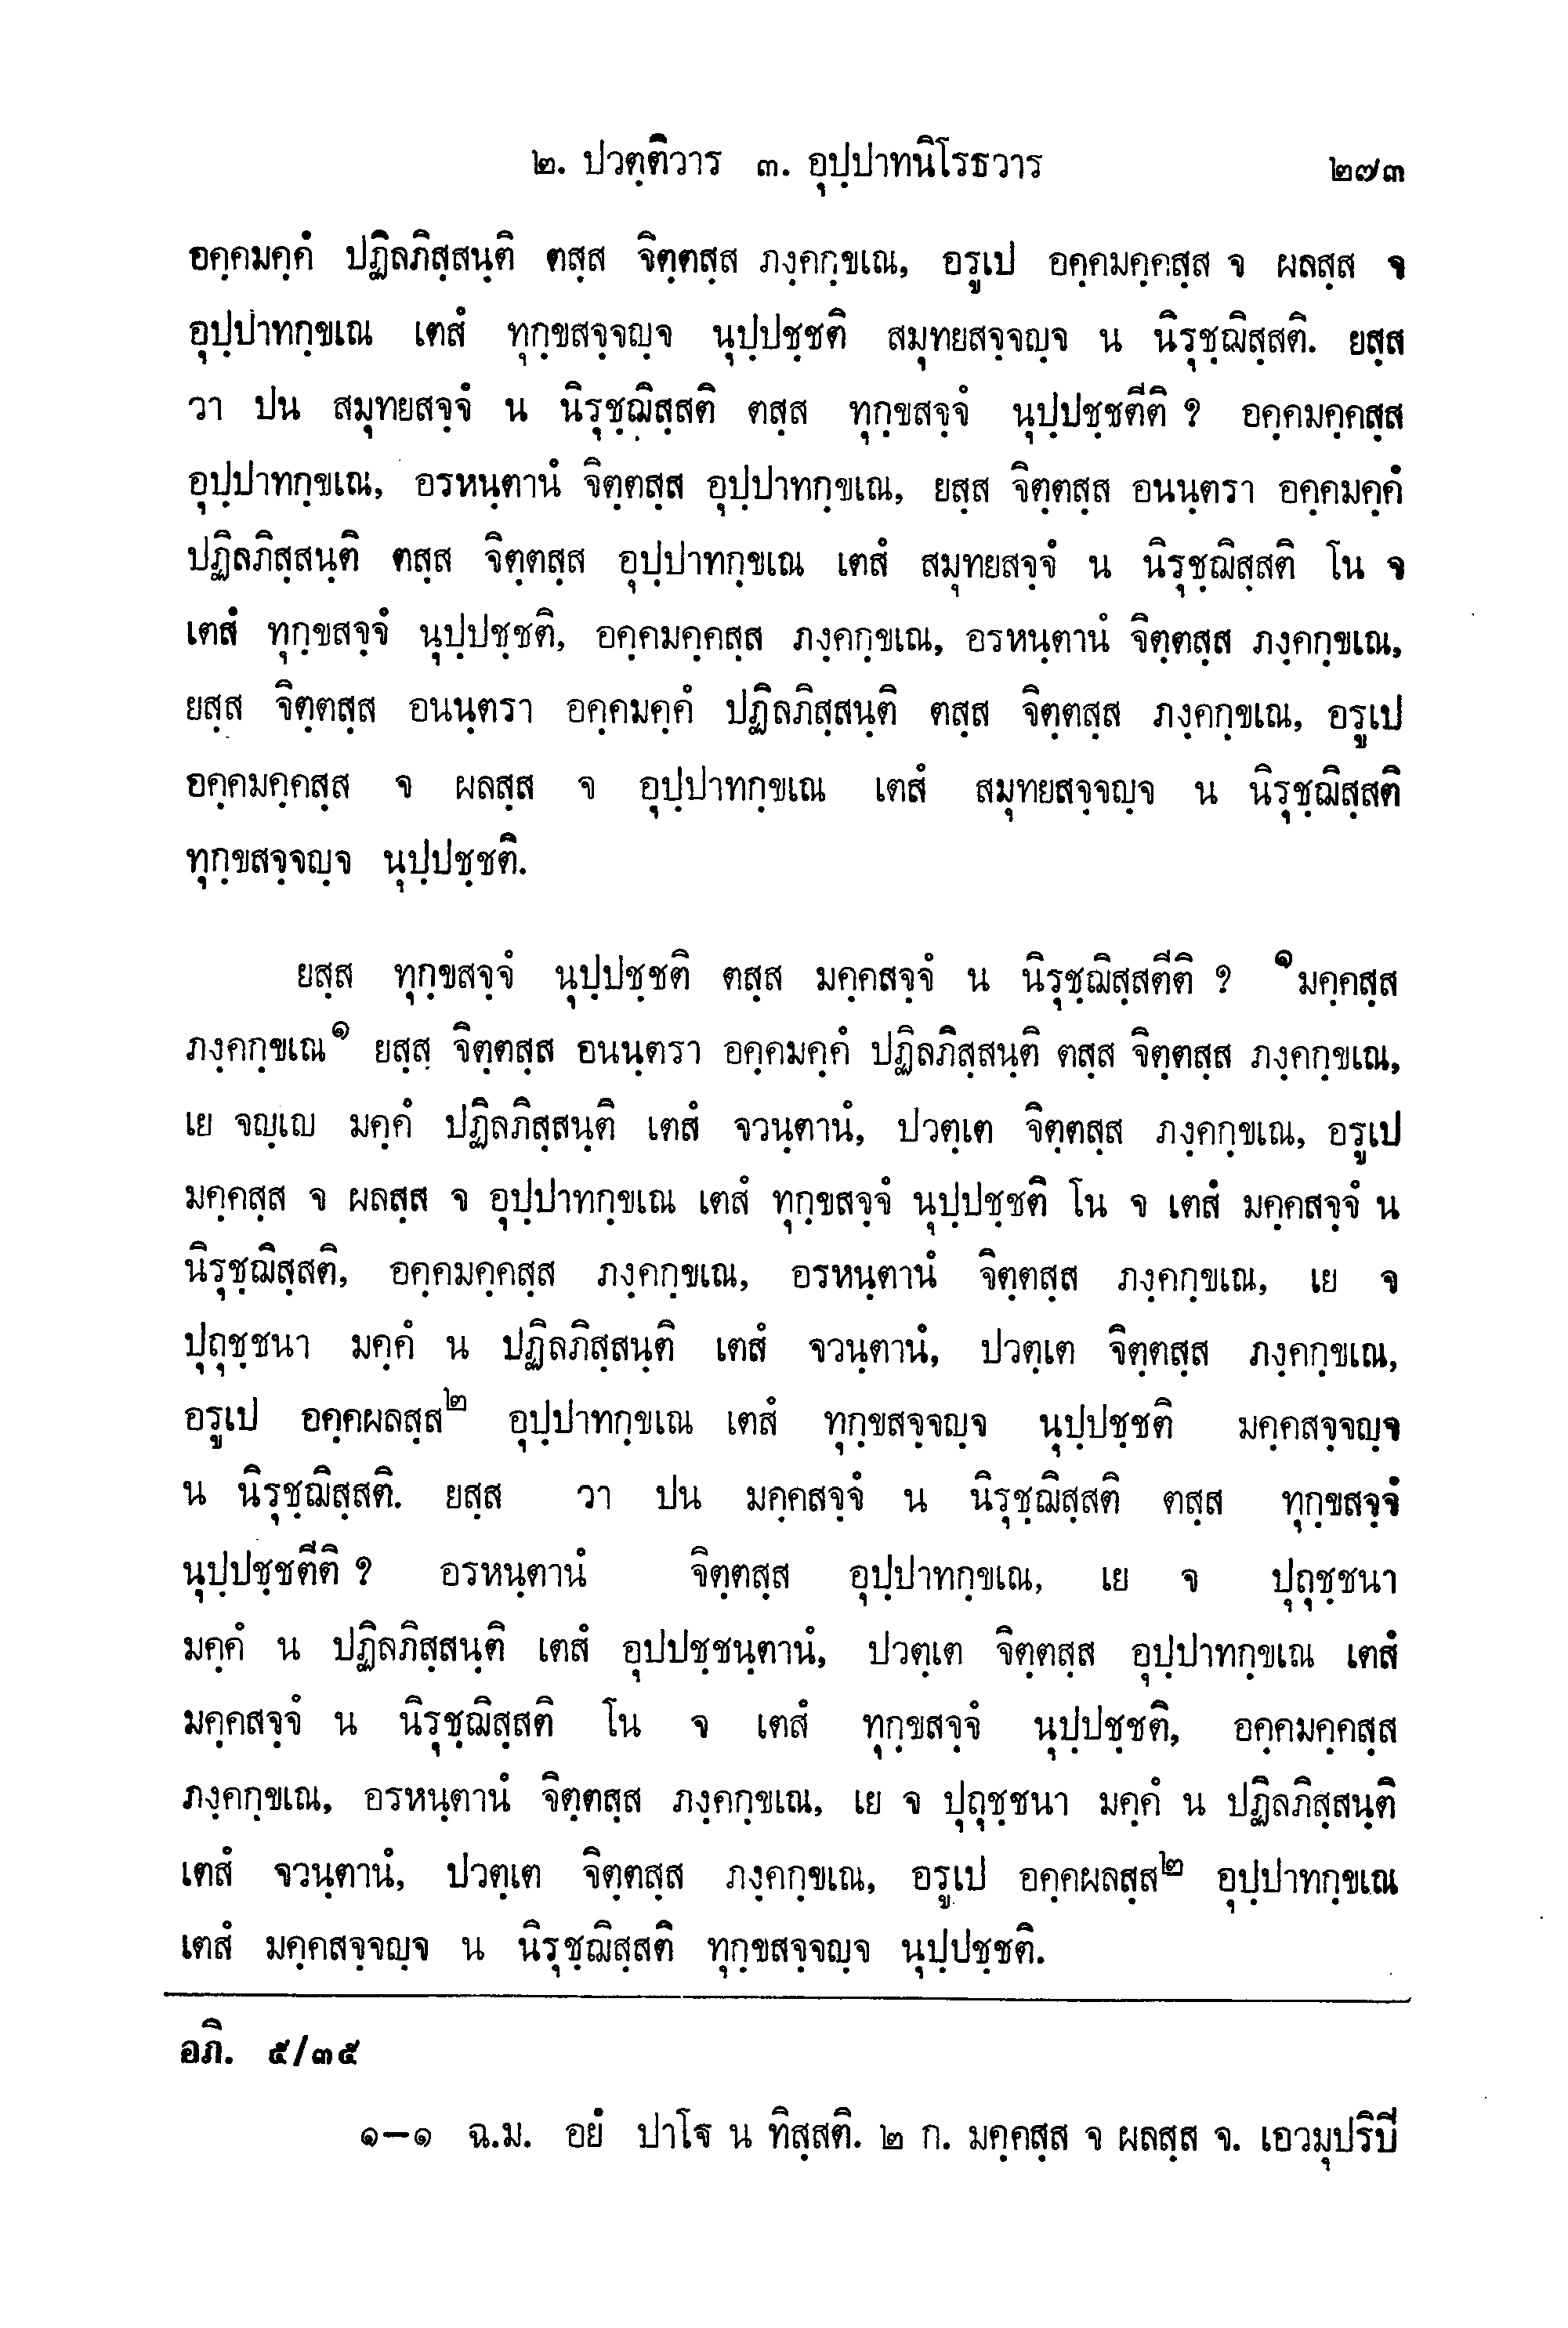 ๒. ปวตฺติวาร ๓. อุปฺปาทนิโรธวาร ๒๗๓
อคฺคมคฺคํ ปฏิลภิสฺสนฺติ ตสฺส จิตฺตสฺส ภงฺคกฺขเณ, อรูเป อคฺคมคฺคสฺส จ ผลสฺส จ
อุปฺปาทกฺขเณ เตสํ ทุกฺขสจฺจญฺจ นุปฺปชฺชติ สมุทยสจฺจญฺจ น นิรุชฺฌิสฺสติ. ยสฺส
วา ปน สมุทยสจฺจํ น นิรุชฺฌิสฺสติ ตสฺส ทุกฺขสจฺจํ นุปฺปชฺชตีติ ? อคฺคมคฺคสฺส
อุปฺปาทกฺขเณ, อรหนฺตานํ จิตฺตสฺส อุปฺปาทกฺขเณ, ยสฺส จิตฺตสฺส อนนฺตรา อคฺคมคฺคํ
ปฏิลภิสฺสนฺติ ตสฺส จิตฺตสฺส อุปฺปาทกฺขเณ เตสํ สมุทยสจฺจํ น นิรุชฺฌิสฺสติ โน จ
เตสํ ทุกฺขสจฺจํ นุปฺปชฺชติ, อคฺคมคฺคสฺส ภงฺคกฺขเณ, อรหนฺตานํ จิตฺตสฺส ภงฺคกฺขเณ,
ยสฺส จิตฺตสฺส อนนฺตรา อคฺคมคฺคํ ปฏิลภิสฺสนฺติ ตสฺส จิตฺตสฺส ภงฺคกฺขเณ, อรูเป
อคฺคมคฺคสฺส จ ผลสฺส จ อุปฺปาทกฺขเณ เตสํ สมุทยสจฺจญฺจ น นิรุชฺฌิสฺสติ
ทุกฺขสจฺจญฺจ นุปฺปชฺชติ.
ยสฺส ทุกฺขสจฺจํ นุปฺปชฺชติ ตสฺส มคฺคสจฺจํ น นิรุชฺฌิสฺสตีติ ? ๑มคฺคสฺส
ภงฺคกฺขเณ๑ ยสฺส จิตฺตสฺส อนนฺตรา อคฺคมคฺคํ ปฏิลภิสฺสนฺติ ตสฺส จิตฺตสฺส ภงฺคกฺขเณ,
เย จญฺเญ มคฺคํ ปฏิลภิสฺสนฺติ เตสํ จวนฺตานํ, ปวตฺเต จิตฺตสฺส ภงฺคกฺขเณ, อรูเป
มคฺคสฺส จ ผลสฺส จ อุปฺปาทกฺขเณ เตสํ ทุกฺขสจฺจํ นุปฺปชฺชติ โน จ เตสํ มคฺคสจฺจํ น
นิรุชฺฌิสฺสติ, อคฺคมคฺคสฺส ภงฺคกฺขเณ, อรหนฺตานํ จิตฺตสฺส ภงฺคกฺขเณ, เย จ
ปุถุชฺชนา มคฺคํ น ปฏิลภิสฺสนฺติ เตสํ จวนฺตานํ, ปวตฺเต จิตฺตสฺส ภงฺคกฺขเณ,
อรูเป อคฺคผลสฺส๒ อุปฺปาทกฺขเณ เตสํ ทุกฺขสจฺจญฺจ นุปฺปชฺชติ มคฺคสจฺจญฺจ
น นิรุชฺฌิสฺสติ. ยสฺส วา ปน มคฺคสจฺจํ น นิรุชฺฌิสฺสติ ตสฺส ทุกฺขสจฺจํ
นุปฺปชฺชตีติ ? อรหนฺตานํ จิตฺตสฺส อุปฺปาทกฺขเณ, เย จ ปุถุชฺชนา
มคฺคํ น ปฏิลภิสฺสนฺติ เตสํ อุปปชฺชนฺตานํ, ปวตฺเต จิตฺตสฺส อุปฺปาทกฺขเณ เตสํ
มคฺคสจฺจํ น นิรุชฺฌิสฺสติ โน จ เตสํ ทุกฺขสจฺจํ นุปฺปชฺชติ, อคฺคมคฺคสฺส
ภงฺคกฺขเณ, อรหนฺตานํ จิตฺตสฺส ภงฺคกฺขเณ, เย จ ปุถุชฺชนา มคฺคํ น ปฏิลภิสฺสนฺติ
เตสํ จวนฺตานํ, ปวตฺเต จิตฺตสฺส ภงฺคกฺขเณ, อรูเป อคฺคผลสฺส๒ อุปฺปาทกฺขเณ
เตสํ มคฺคสจฺจญฺจ น นิรุชฺฌิสฺสติ ทุกฺขสจฺจญฺจ นุปฺปชฺชติ.
อภิ. ๕/๓๕
๑–๑ ฉ.ม. อยํ ปาโฐ น ทิสฺสติ. ๒ ก. มคฺคสฺส จ ผลสฺส จ. เอวมุปริปี